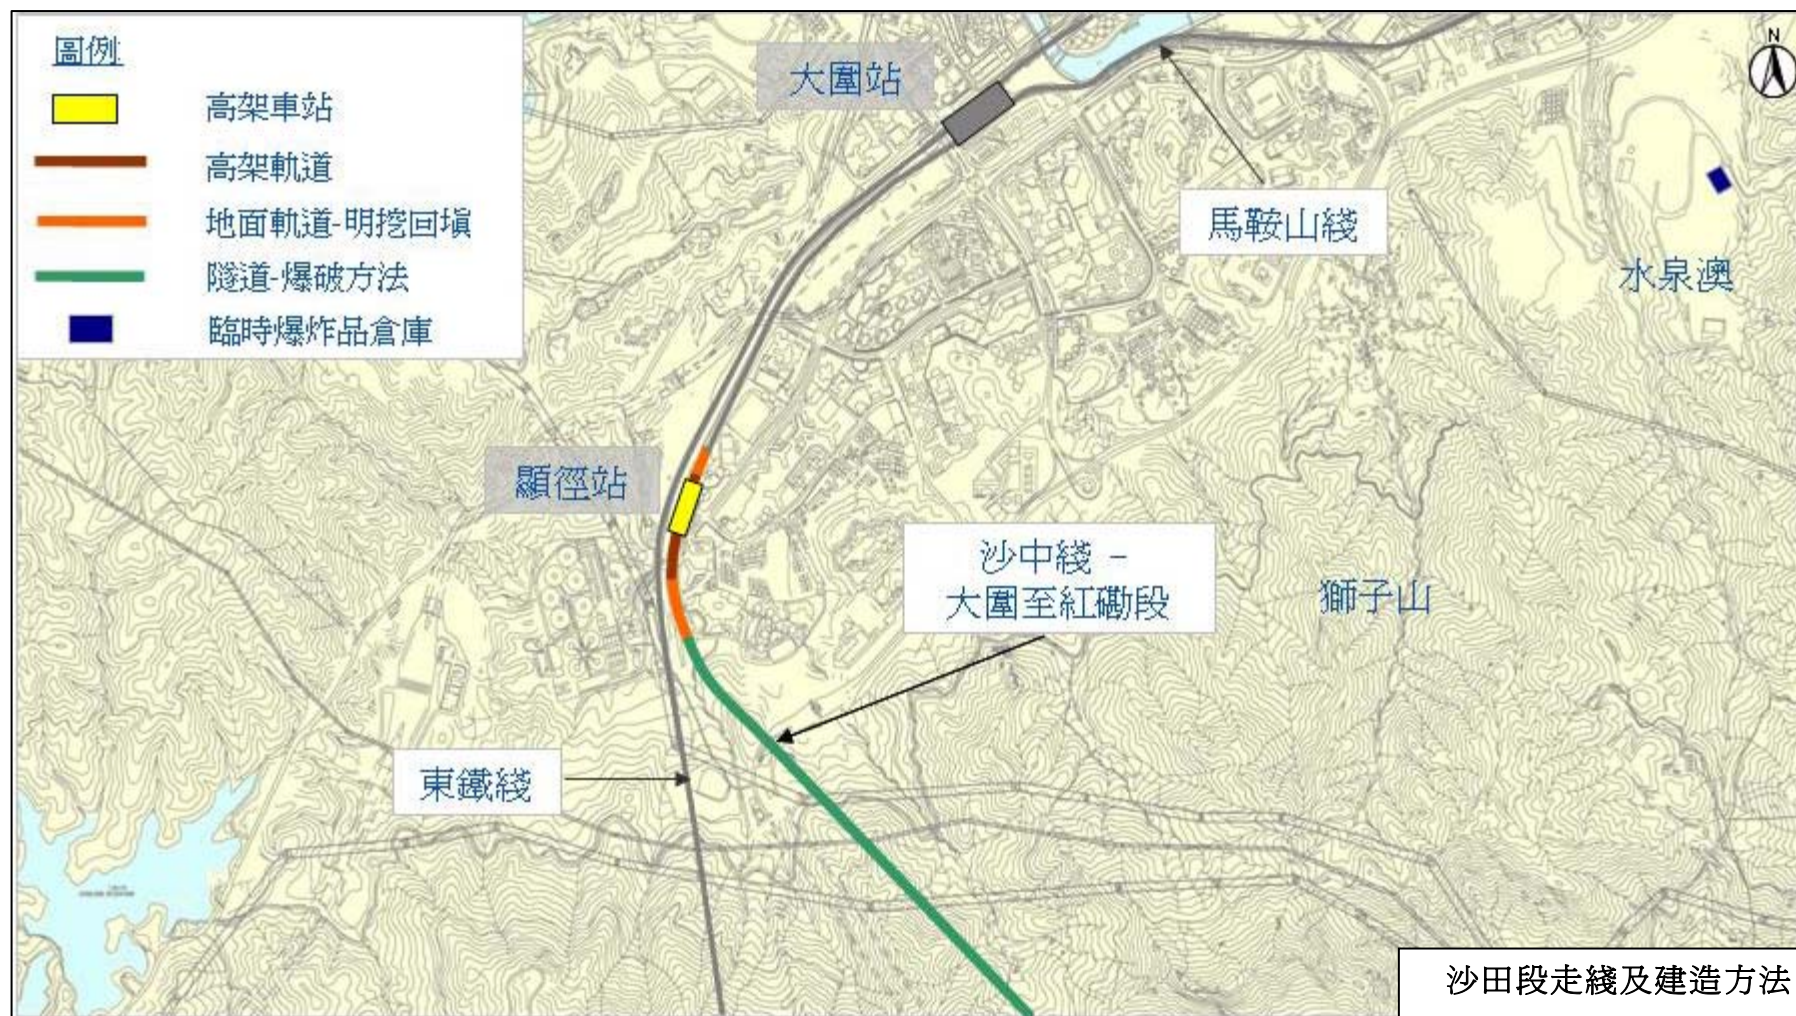 圖例
高架車站
高架軌道
地面軌道-明挖回填
隧道-爆破方法
臨時爆炸品倉庫
大圍站
N
馬鞍山綫
水泉澳
顯徑站
沙中綫 -
大圍至紅磡段
獅子山
東鐵綫
沙田段走綫及建造方法